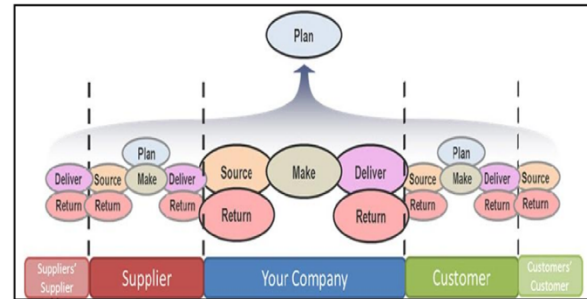 Plan
Plan
Plan
Deliver
Source
Make
Deliver
Source
Make
Deliver
Source
Make
Deliver
Source
Return
Return
Return
Return
Return
Return
Return
Return
Suppliers'
Supplier
Supplier
Your Company
Customer
Customers'
Customer